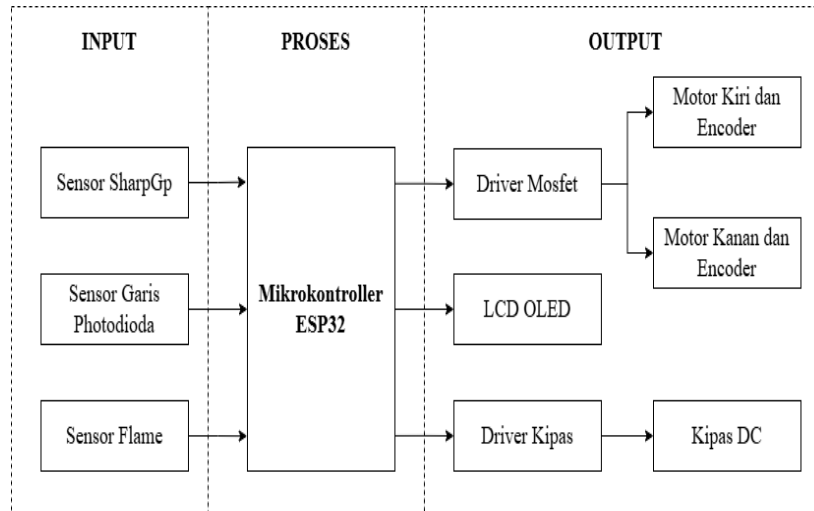 INPUT
PROSES
OUTPUT
Sensor SharpGp
Sensor Garis
Photodioda
Sensor Flame
Mikrokontroller
ESP32
Driver Mosfet
LCD OLED
Driver Kipas
Motor Kiri dan
Encoder
Motor Kanan dan
Encoder
Kipas DC